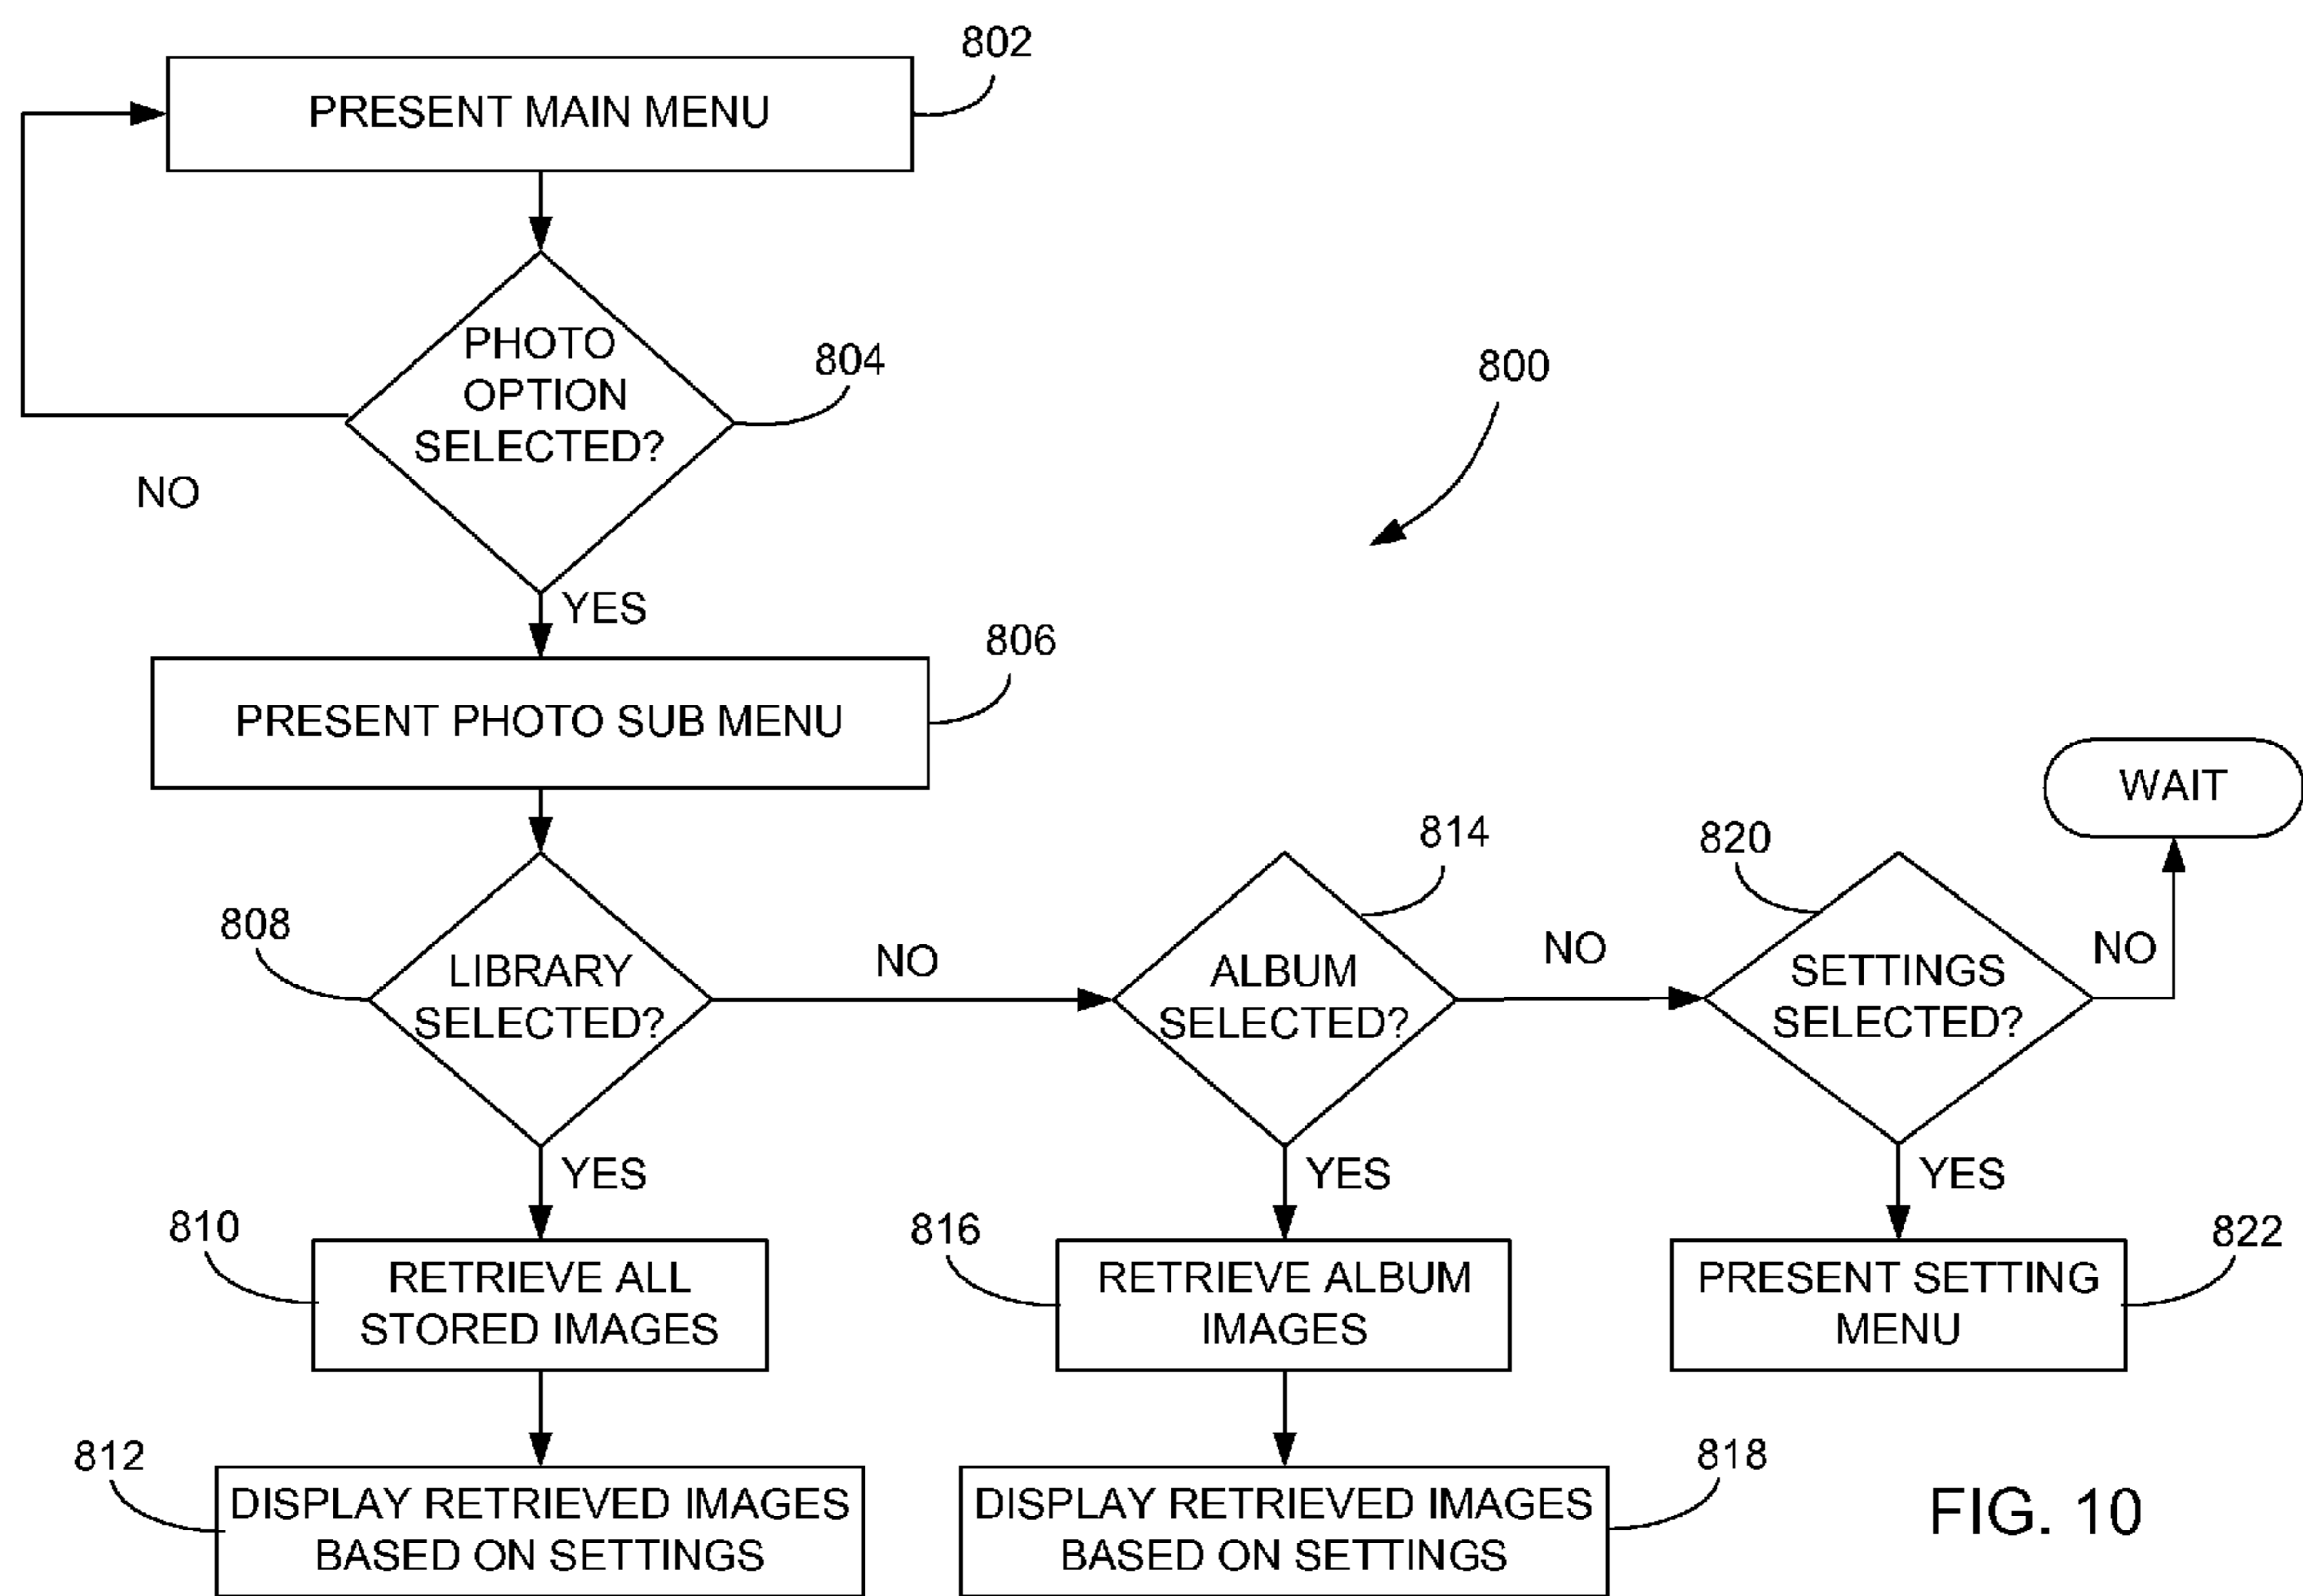 802
PRESENT MAIN MENU
PHOTO
OPTION
SELECTED?
804
800
NO
YES
806
PRESENT PHOTO SUB MENU
WAIT
814
820
808
LIBRARY
SELECTED?
NO
ALBUM
SELECTED?
NO
SETTINGS
SELECTED?
NO
YES
YES
YES
810
RETRIEVE ALL
STORED IMAGES
816
RETRIEVE ALBUM
IMAGES
822
PRESENT SETTING
MENU
812
DISPLAY RETRIEVED IMAGES
BASED ON SETTINGS
818
DISPLAY RETRIEVED IMAGES
BASED ON SETTINGS
FIG. 10